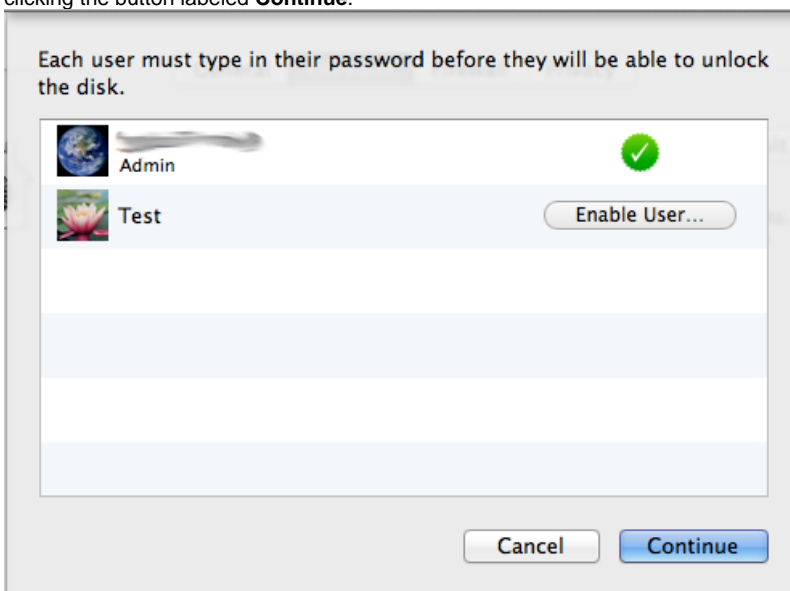 clicking the button labeled Continue.
Each user must type in their password before they will be able to unlock
the disk.
Admin
Test
Enable User...
Cancel
Continue